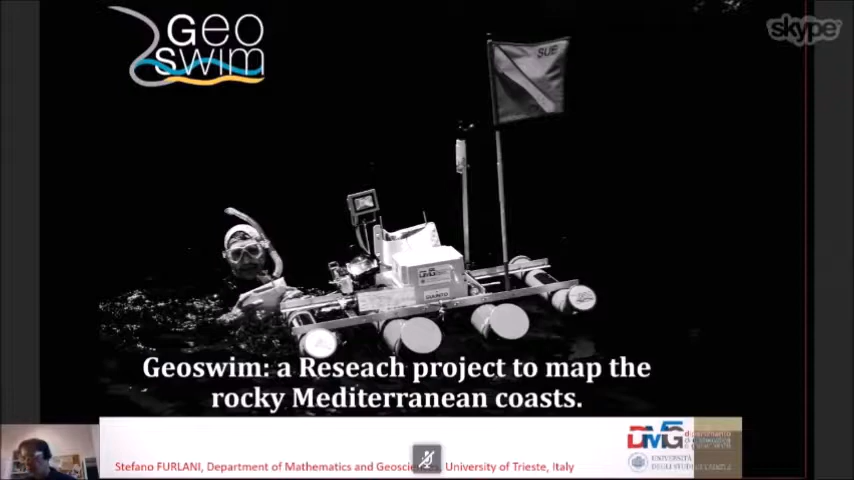 Geo
swim
skype
SUB
SUUNTO
Geoswim: a Reseach project to map the
rocky Mediterranean coasts.
DMG
Stefano FURLANI, Department of Mathematics and Geosciences, University of Trieste, Italy
UNIVERSITÀ
DEGLI STUDI